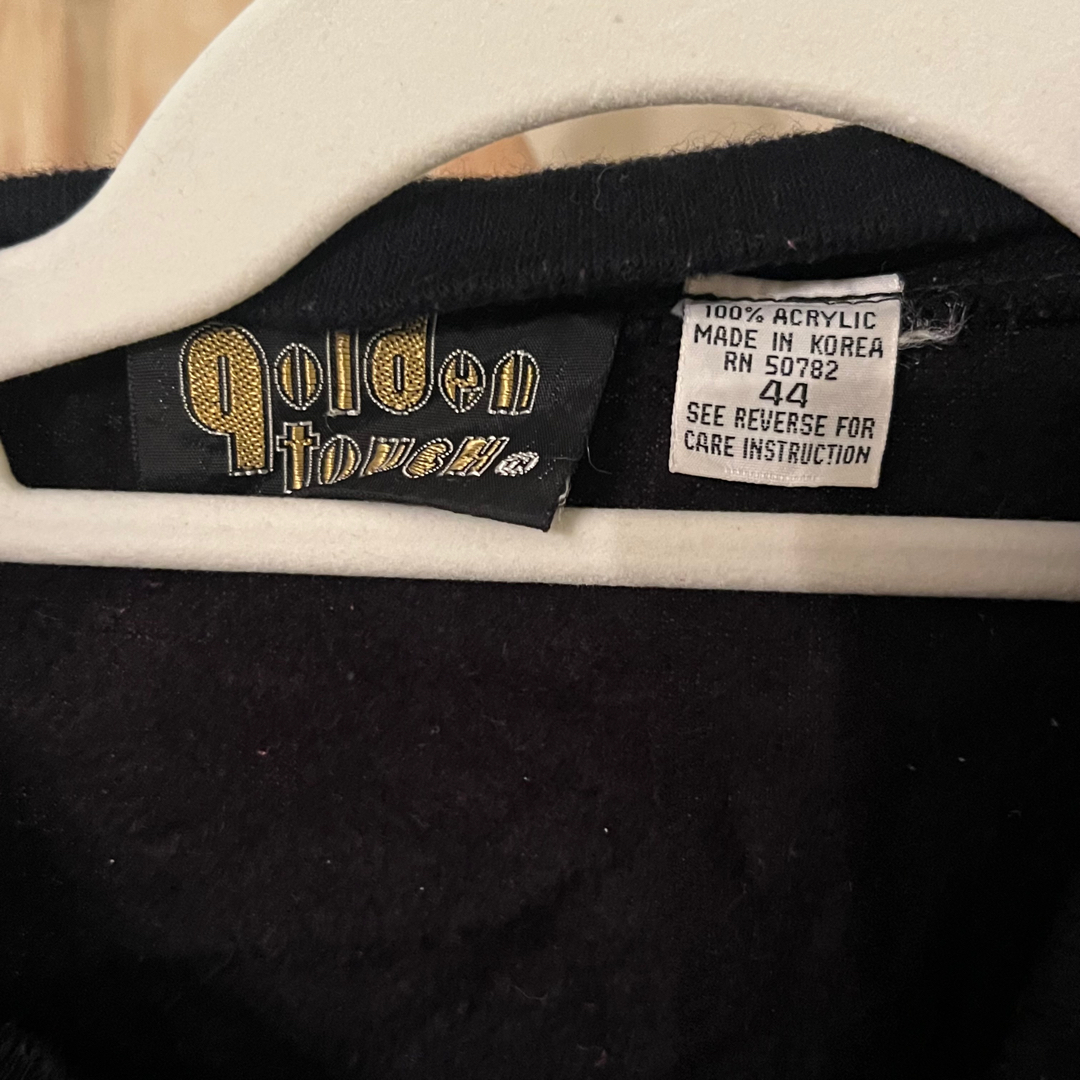 golden
touch
100% ACRYLIC
MADE IN KOREA
RN 50782
44
SEE REVERSE FOR
CARE INSTRUCTION